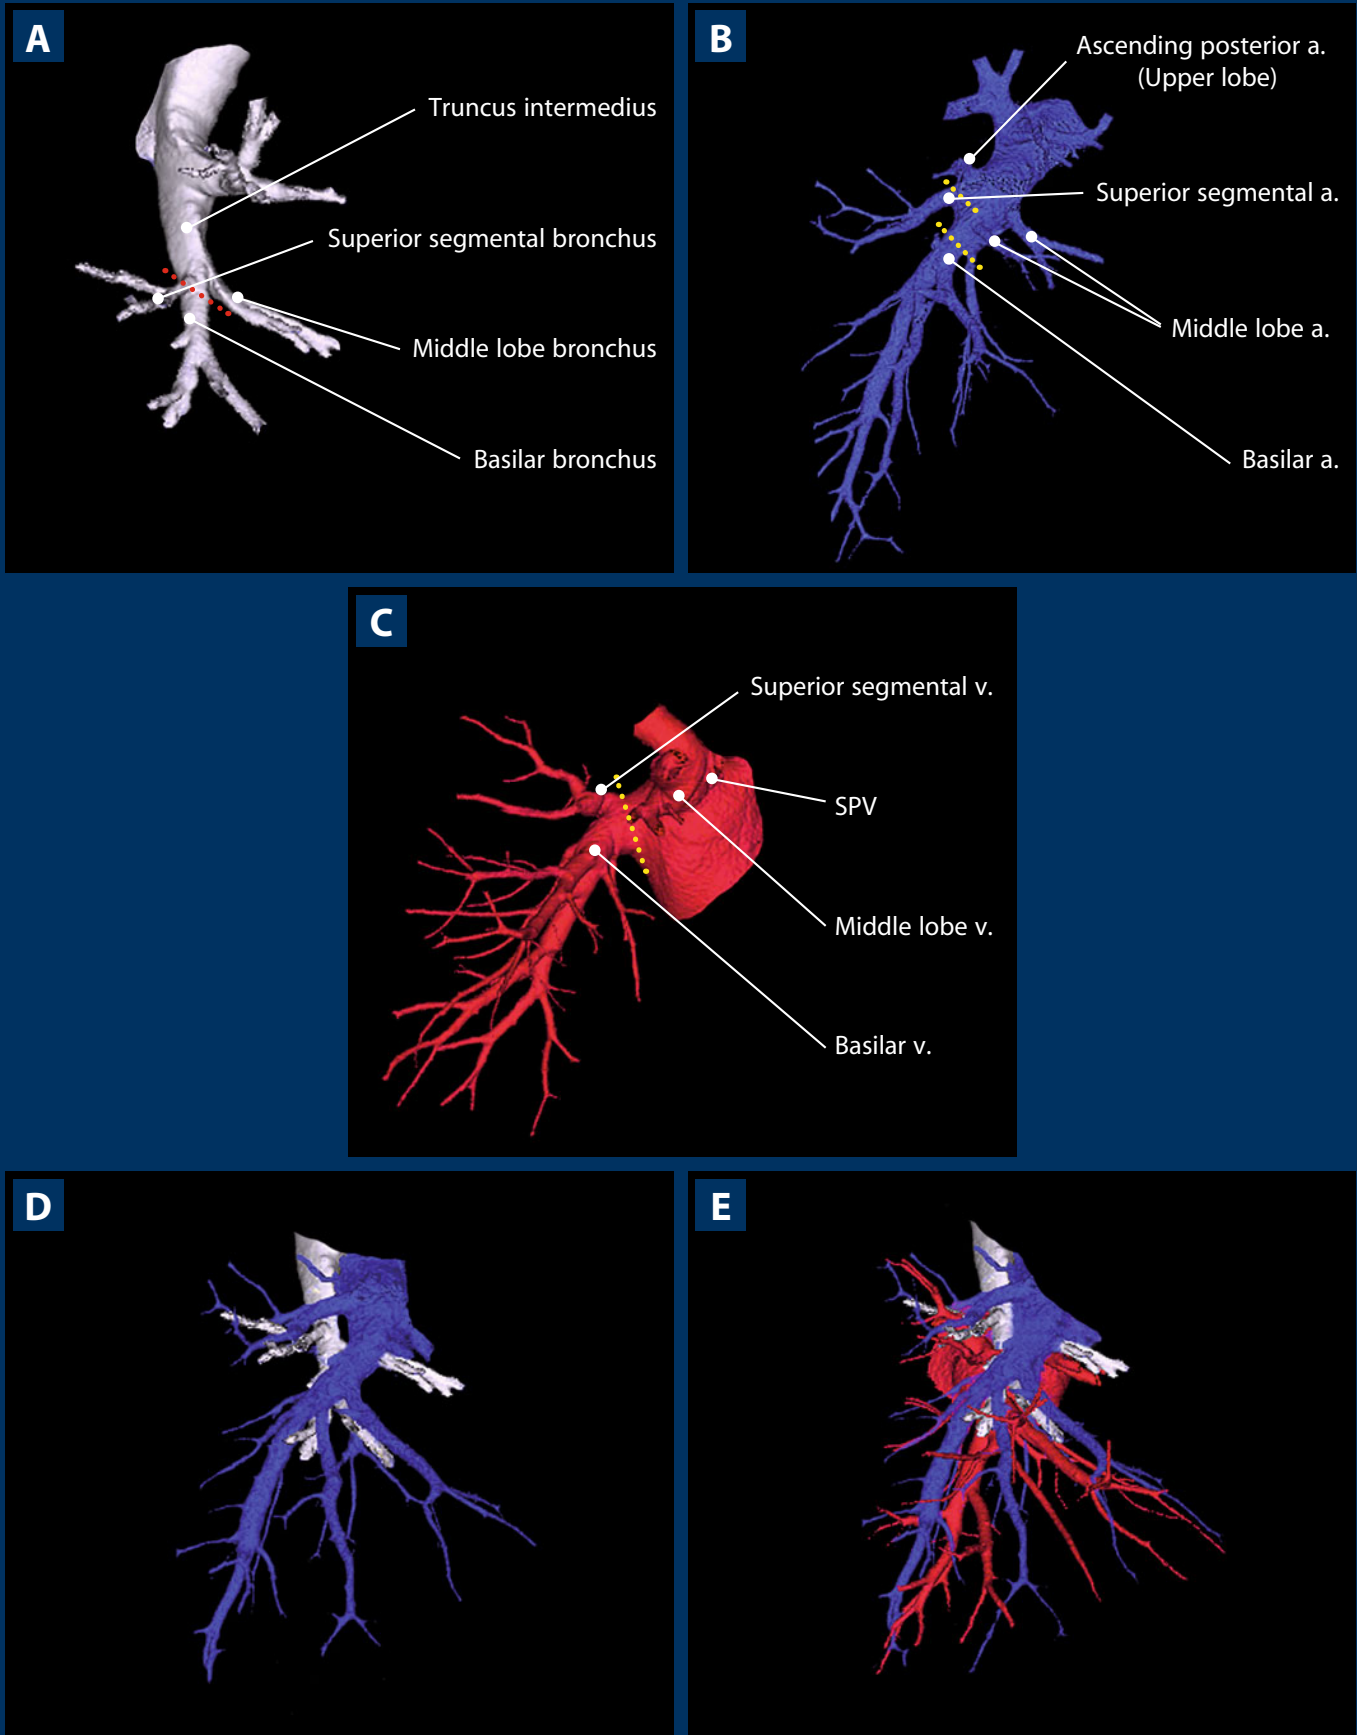 A
Truncus intermedius
Superior segmental bronchus
Middle lobe bronchus
Basilar bronchus
B
Ascending posterior a.
(Upper lobe)
Superior segmental a.
Middle lobe a.
Basilar a.
C
Superior segmental v.
SPV
Middle lobe v.
Basilar v.
D
E